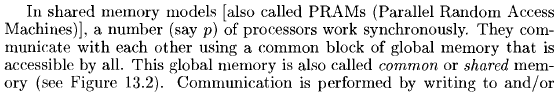 In shared memory models [also called PRAMs (Parallel Random Access
Machines)], a number (say p) of processors work synchronously. They com-
municate with each other using a common block of global memory that is
accessible by all. This global memory is also called common or shared mem-
ory (see Figure 13.2). Communication is performed by writing to and/or